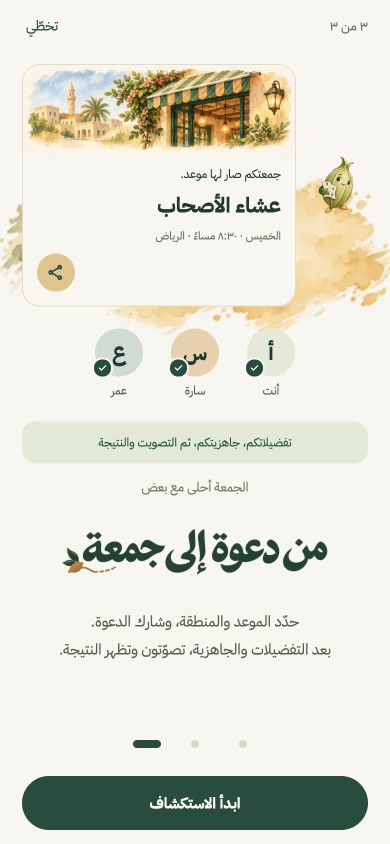 ٣ من ٣
تخطّي
جمعتكم صار لها موعد.
عشاء الأصحاب
الخميس · ٨:٣٠ مساءً · الرياض
أ
س
ع
أنت
سارة
عمر
تفضيلاتكم، جاهزيتكم، ثم التصويت والنتيجة
الجمعة أحلى مع بعض
من دعوة إلى جمعة
حدّد الموعد والمنطقة، وشارك الدعوة.
بعد التفضيلات والجاهزية، تصوّتون وتظهر النتيجة.
ابدأ الاستكشاف